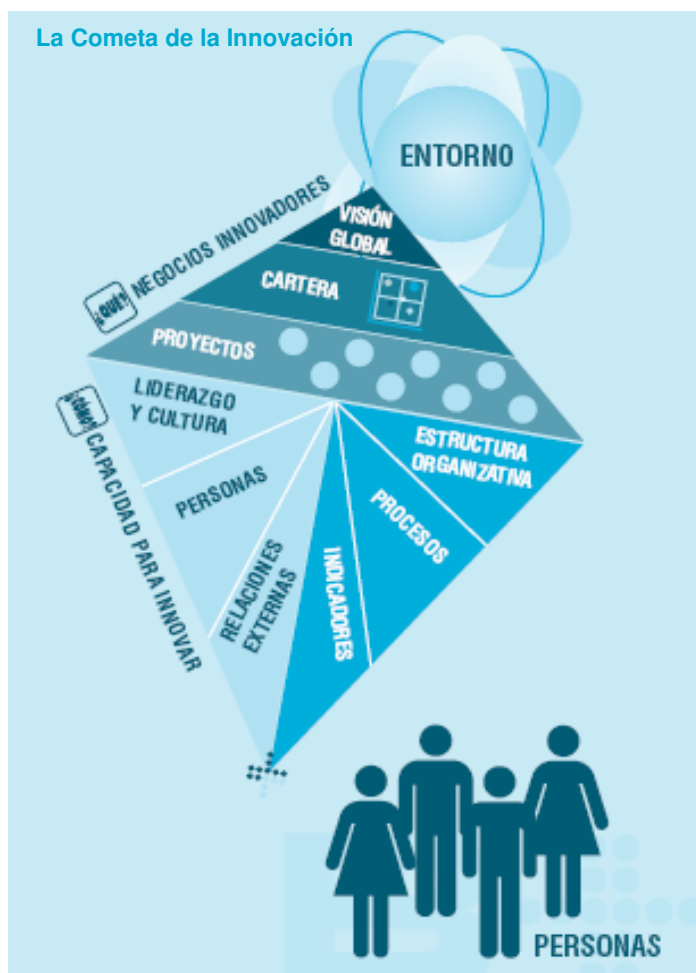 La Cometa de la Innovación
ENTORNO
¿QUÉ?
NEGOCIOS INNOVADORES
VISIÓN
GLOBAL
CARTERA
PROYECTOS
¿CÓMO?
CAPACIDAD PARA INNOVAR
LIDERAZGO
Y CULTURA
PERSONAS
RELACIONES
EXTERNAS
INDICADORES
PROCESOS
ESTRUCTURA
ORGANIZATIVA
PERSONAS